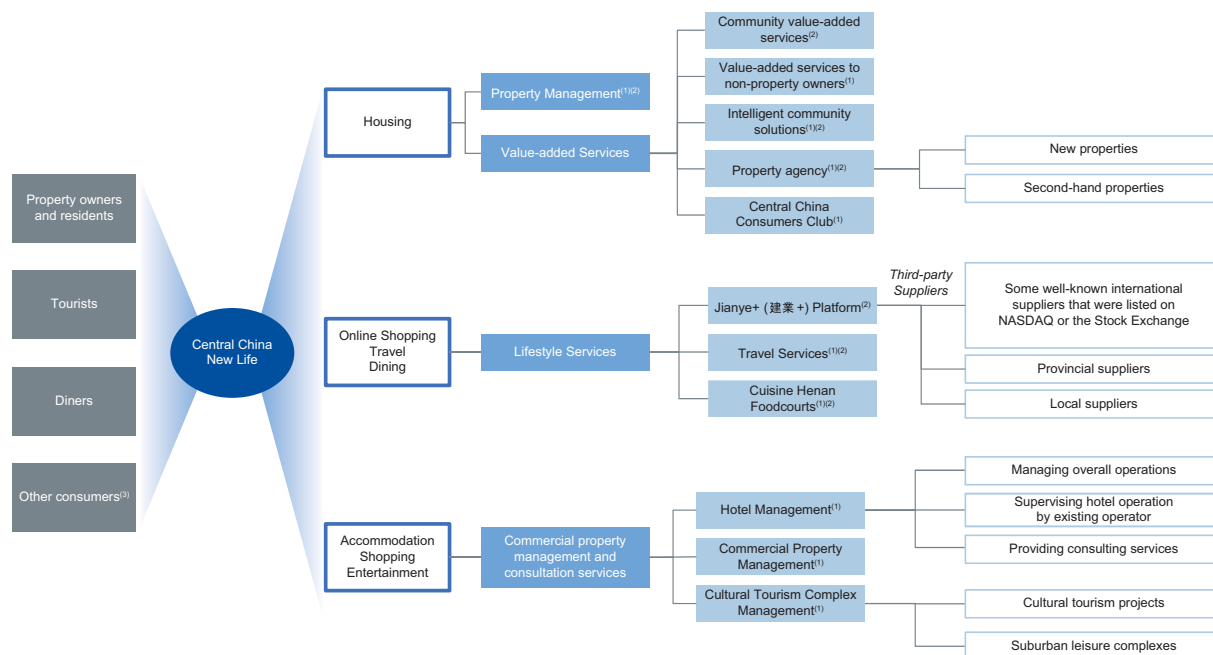 Property owners
and residents
Tourists
Diners
Other consumers(3)
Central China
New Life
Housing
Property Management(1)(2)
Value-added Services
Community value-added
services(2)
Value-added services to
non-property owners(1)
Intelligent community
solutions(1)(2)
Property agency(1)(2)
Central China
Consumers Club(1)
New properties
Second-hand properties
Online Shopping
Travel
Dining
Lifestyle Services
Jianye+ (建業+) Platform(2)
Travel Services(1)(2)
Cuisine Henan
Foodcourts(1)(2)
Third-party
Suppliers
Some well-known international
suppliers that were listed on
NASDAQ or the Stock Exchange
Provincial suppliers
Local suppliers
Accommodation
Shopping
Entertainment
Commercial property
management and
consultation services
Hotel Management(1)
Commercial Property
Management(1)
Cultural Tourism Complex
Management(1)
Managing overall operations
Supervising hotel operation
by existing operator
Providing consulting services
Cultural tourism projects
Suburban leisure complexes